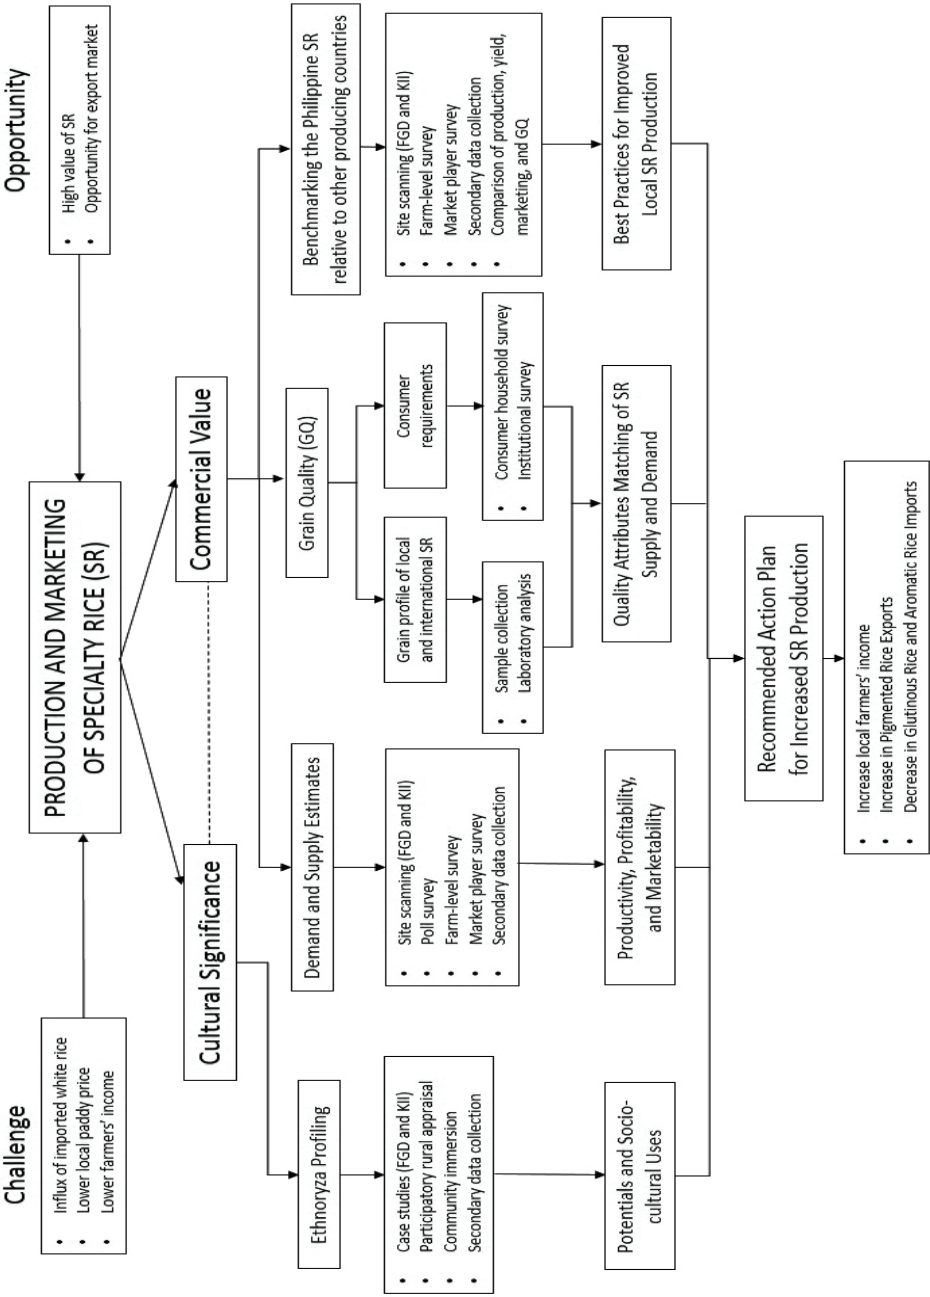 Challenge
Opportunity
• Influx of imported white rice
• Lower local paddy price
• Lower farmers' income
PRODUCTION AND MARKETING
OF SPECIALTY RICE (SR)
• High value of SR
• Opportunity for export market
Cultural Significance
Commercial Value
Ethnoryza Profiling
Demand and Supply Estimates
Grain Quality (GQ)
Benchmarking the Philippine SR
relative to other producing countries
• Case studies (FGD and KII)
• Participatory rural appraisal
• Community immersion
• Secondary data collection
• Site scanning (FGD and KII)
• Poll survey
• Farm-level survey
• Market player survey
• Secondary data collection
Grain profile of local
and international SR
Consumer
requirements
• Sample collection
• Laboratory analysis
• Consumer household survey
• Institutional survey
• Site scanning (FGD and KII)
• Farm-level survey
• Market player survey
• Secondary data collection
• Comparison of production, yield,
marketing, and GQ
Potentials and Socio-
cultural Uses
Productivity, Profitability,
and Marketability
Quality Attributes Matching of SR
Supply and Demand
Best Practices for Improved
Local SR Production
Recommended Action Plan
for Increased SR Production
• Increase local farmers' income
• Increase in Pigmented Rice Exports
• Decrease in Glutinous Rice and Aromatic Rice Imports